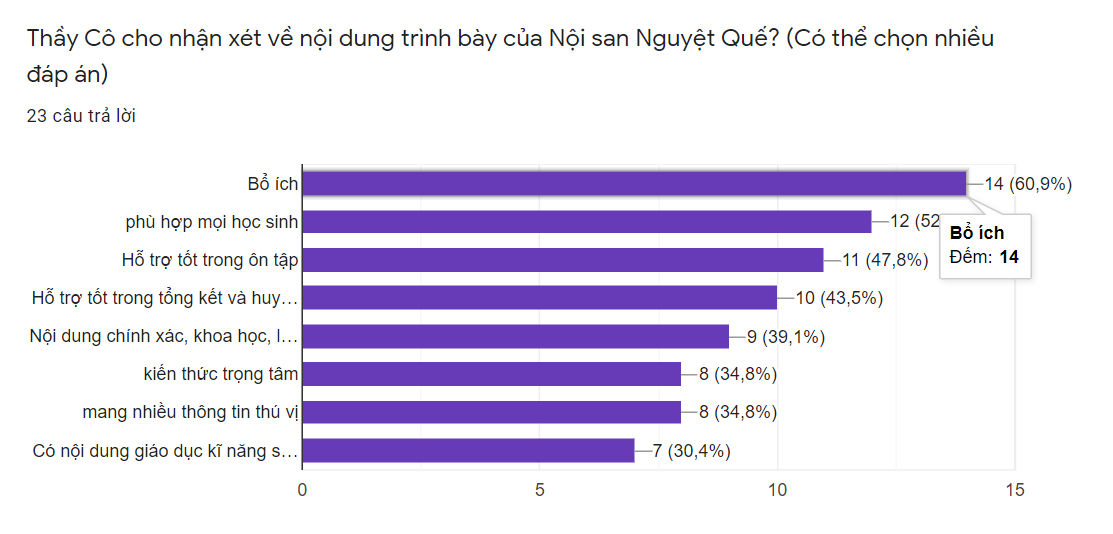 Thầy Cô cho nhận xét về nội dung trình bày của Nội san Nguyệt Quế? (Có thể chọn nhiều
đáp án)
23 câu trả lời
Bổ ích
14 (60,9%)
phù hợp mọi học sinh
12 (52
Bổ ích
Đếm: 14
Hỗ trợ tốt trong ôn tập
11 (47,8%)
Hỗ trợ tốt trong tổng kết và huy…
10 (43,5%)
Nội dung chính xác, khoa học, l…
9 (39,1%)
kiến thức trọng tâm
8 (34,8%)
mang nhiều thông tin thú vị
8 (34,8%)
Có nội dung giáo dục kĩ năng s…
7 (30,4%)
0 5 10 15